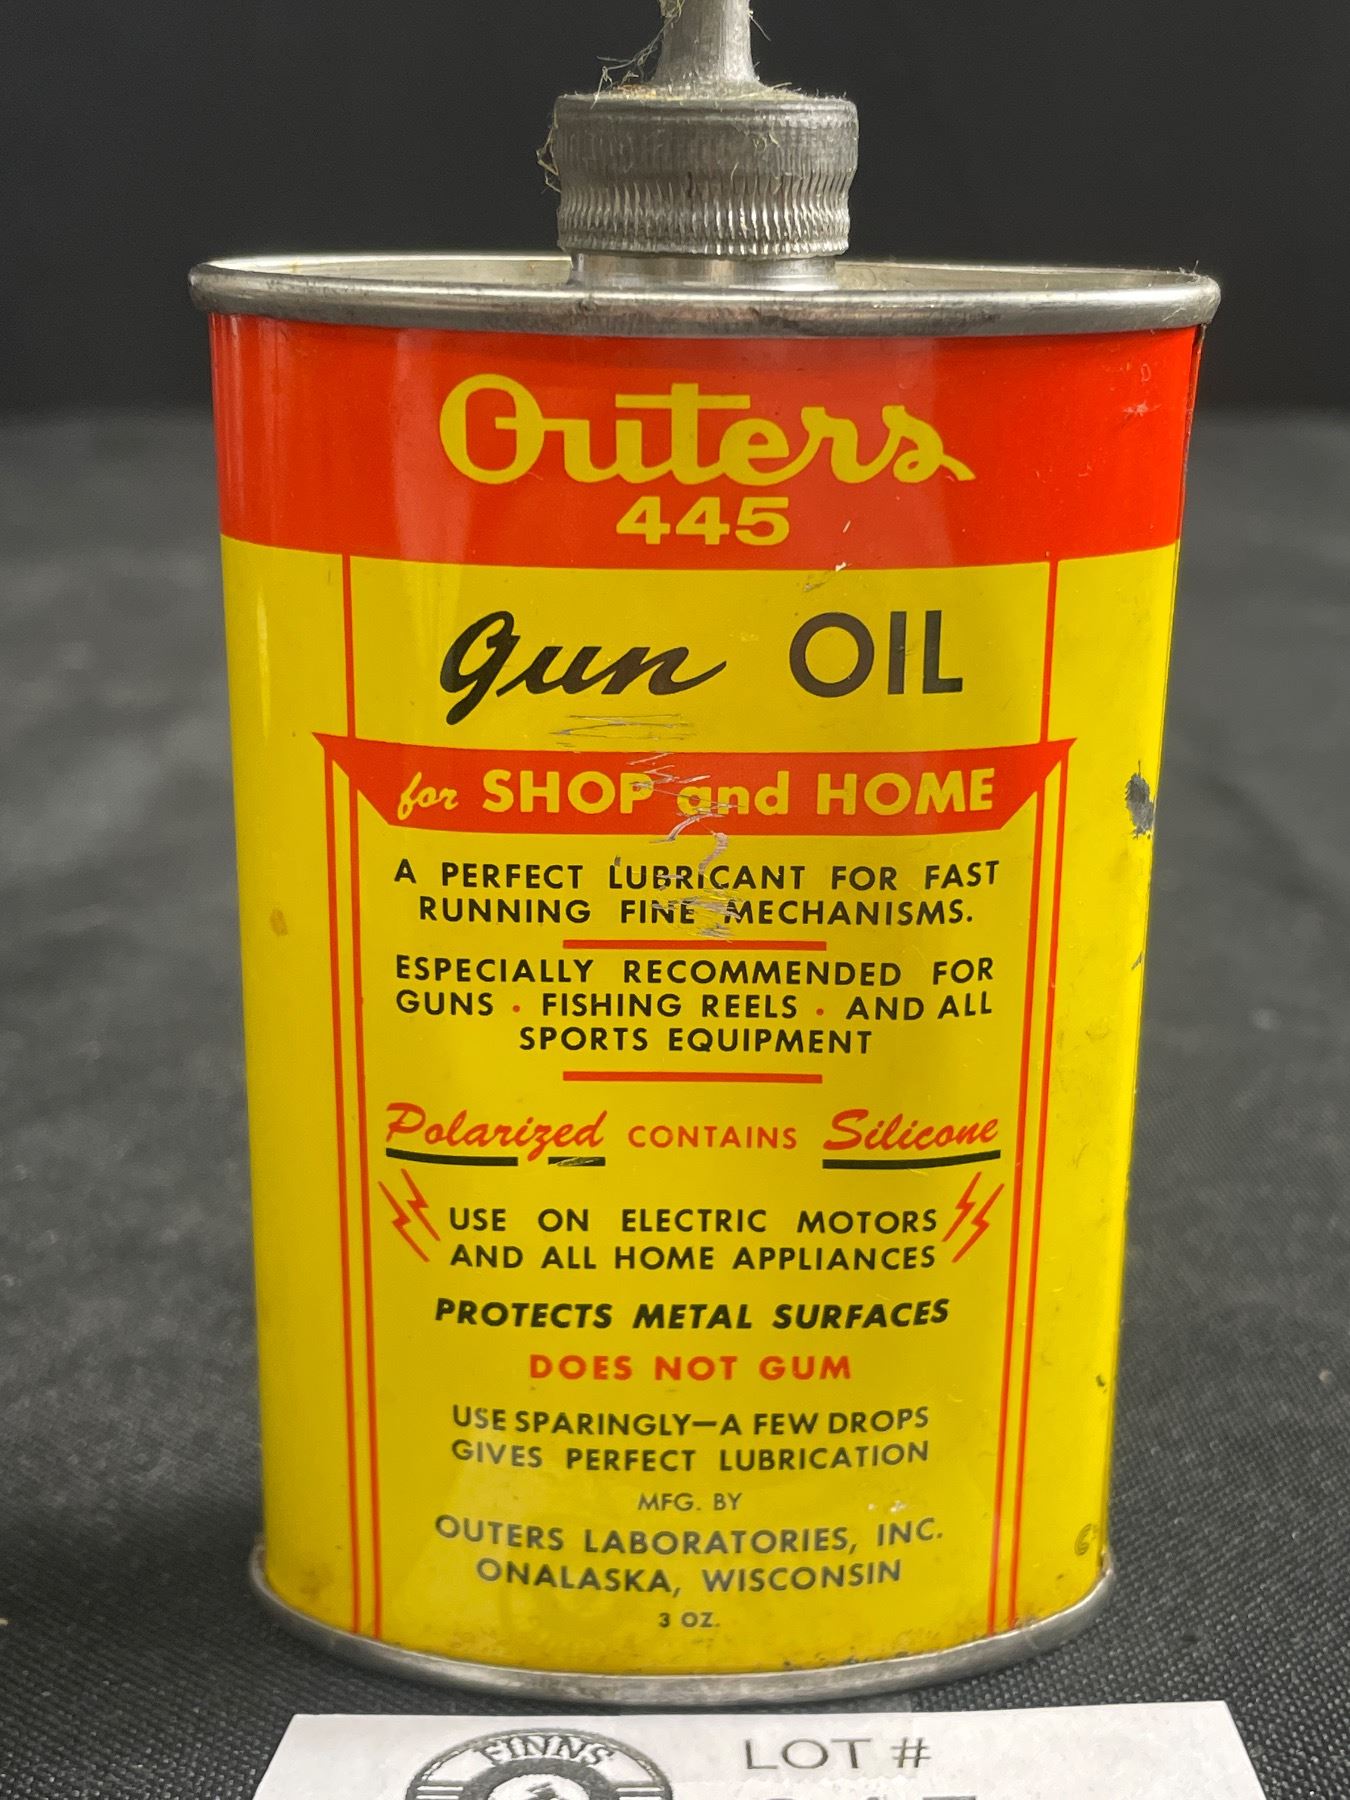 Outers
445
Gun OIL
for SHOP and HOME
A PERFECT LUBRICANT FOR FAST
RUNNING FINE MECHANISMS.
ESPECIALLY RECOMMENDED FOR
GUNS • FISHING REELS • AND ALL
SPORTS EQUIPMENT
Polarized CONTAINS Silicone
USE ON ELECTRIC MOTORS
AND ALL HOME APPLIANCES
PROTECTS METAL SURFACES
DOES NOT GUM
USE SPARINGLY—A FEW DROPS
GIVES PERFECT LUBRICATION
MFG. BY
OUTERS LABORATORIES, INC.
ONALASKA, WISCONSIN
3 OZ.
FINNS
LOT #